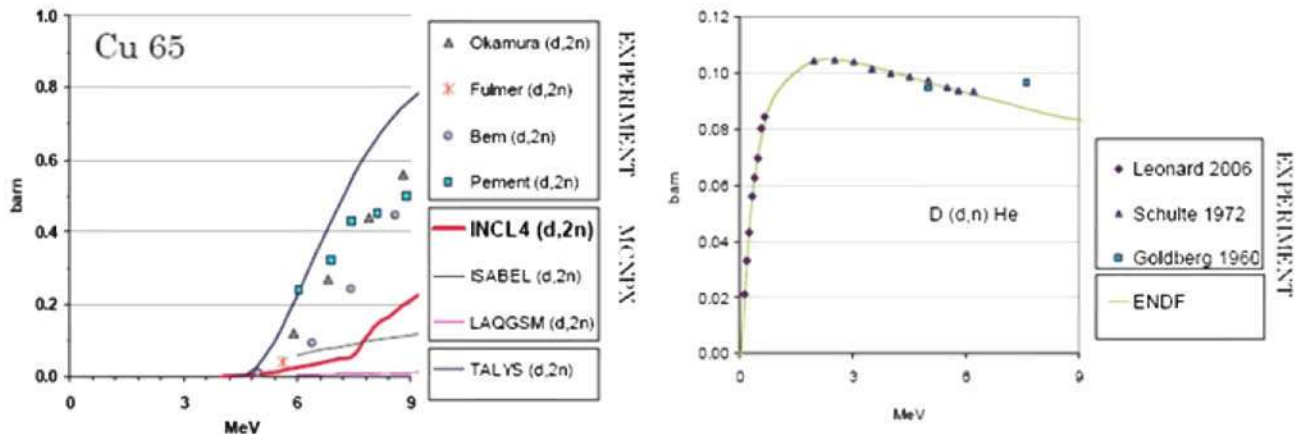 Cu 65
1.0
0.8
0.6
0.4
0.2
0.0
barn
0
3
6
9
MeV
Okamura (d,2n)
Fulmer (d,2n)
Bem (d,2n)
Pement (d,2n)
EXPERIMENT
INCL4 (d,2n)
ISABEL (d,2n)
LAQGSM (d,2n)
TALYS (d,2n)
MCNPX
0.12
0.10
0.08
0.06
0.04
0.02
0.00
barn
0
3
6
9
MeV
D (d,n) He
Leonard 2006
Schulte 1972
Goldberg 1960
ENDF
EXPERIMENT